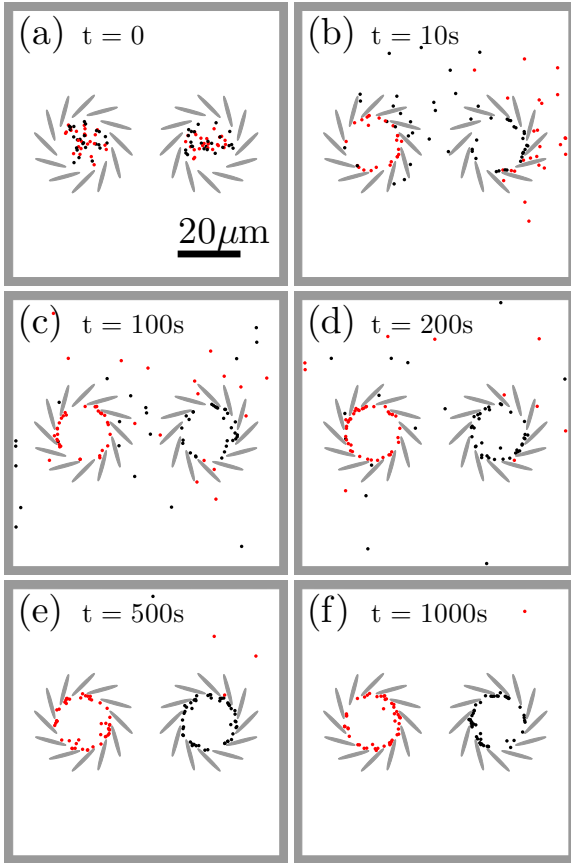 (a) t = 0
(b) t = 10s
20μm
(c) t = 100s
(d) t = 200s
(e) t = 500s
(f) t = 1000s